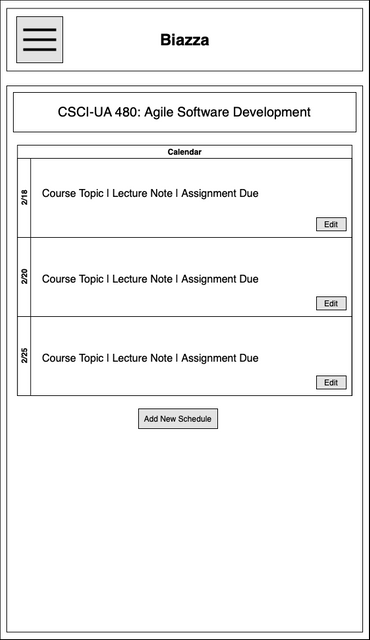 Biazza
CSCI-UA 480: Agile Software Development
Calendar
2/18
Course Topic | Lecture Note | Assignment Due
Edit
2/20
Course Topic | Lecture Note | Assignment Due
Edit
2/25
Course Topic | Lecture Note | Assignment Due
Edit
Add New Schedule